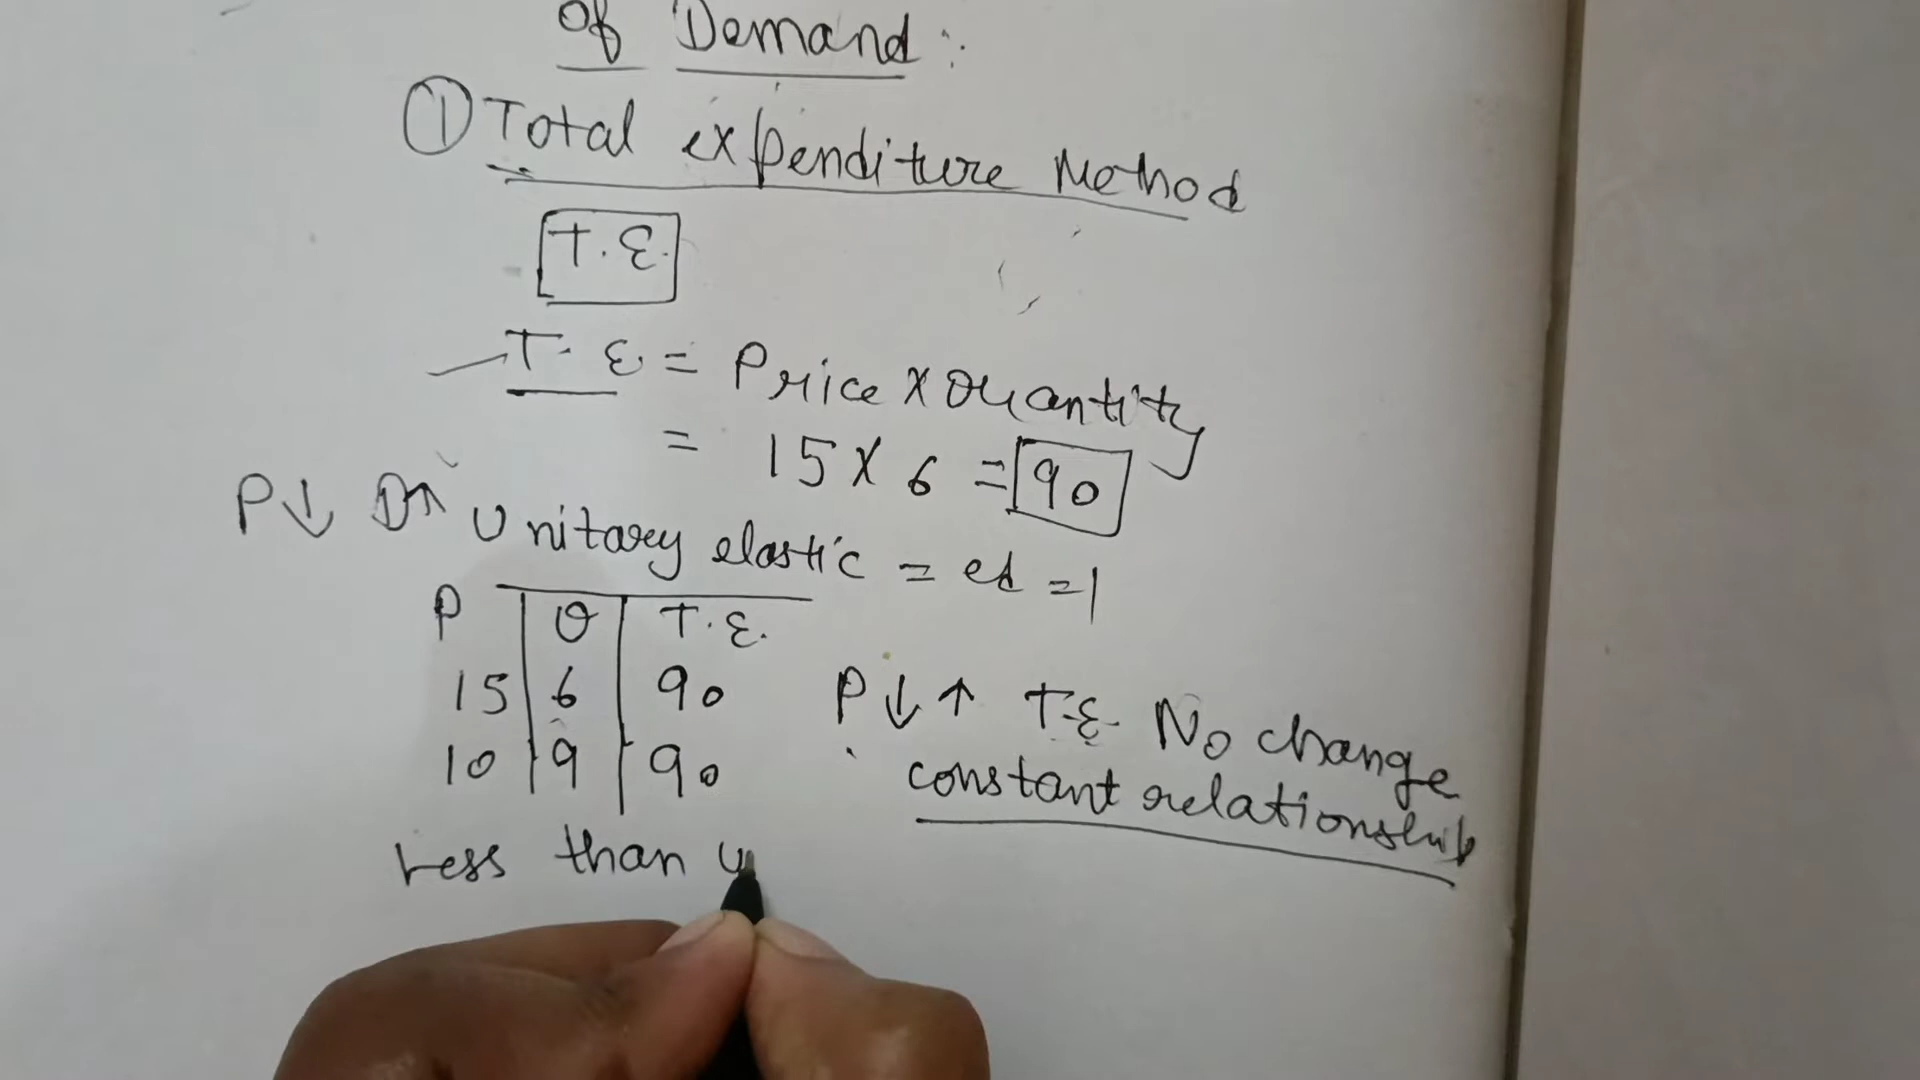 Of Demand :
① Total expenditure Method
T.E.
T.E. = Price x Quantity
= 15 x 6 = 90
P↓ D↑ Unitary elastic = ed = 1
P | Q | T.E.
15 | 6 | 90 P↓↑ T.E. No change
10 | 9 | 90 constant relationship
Less than u